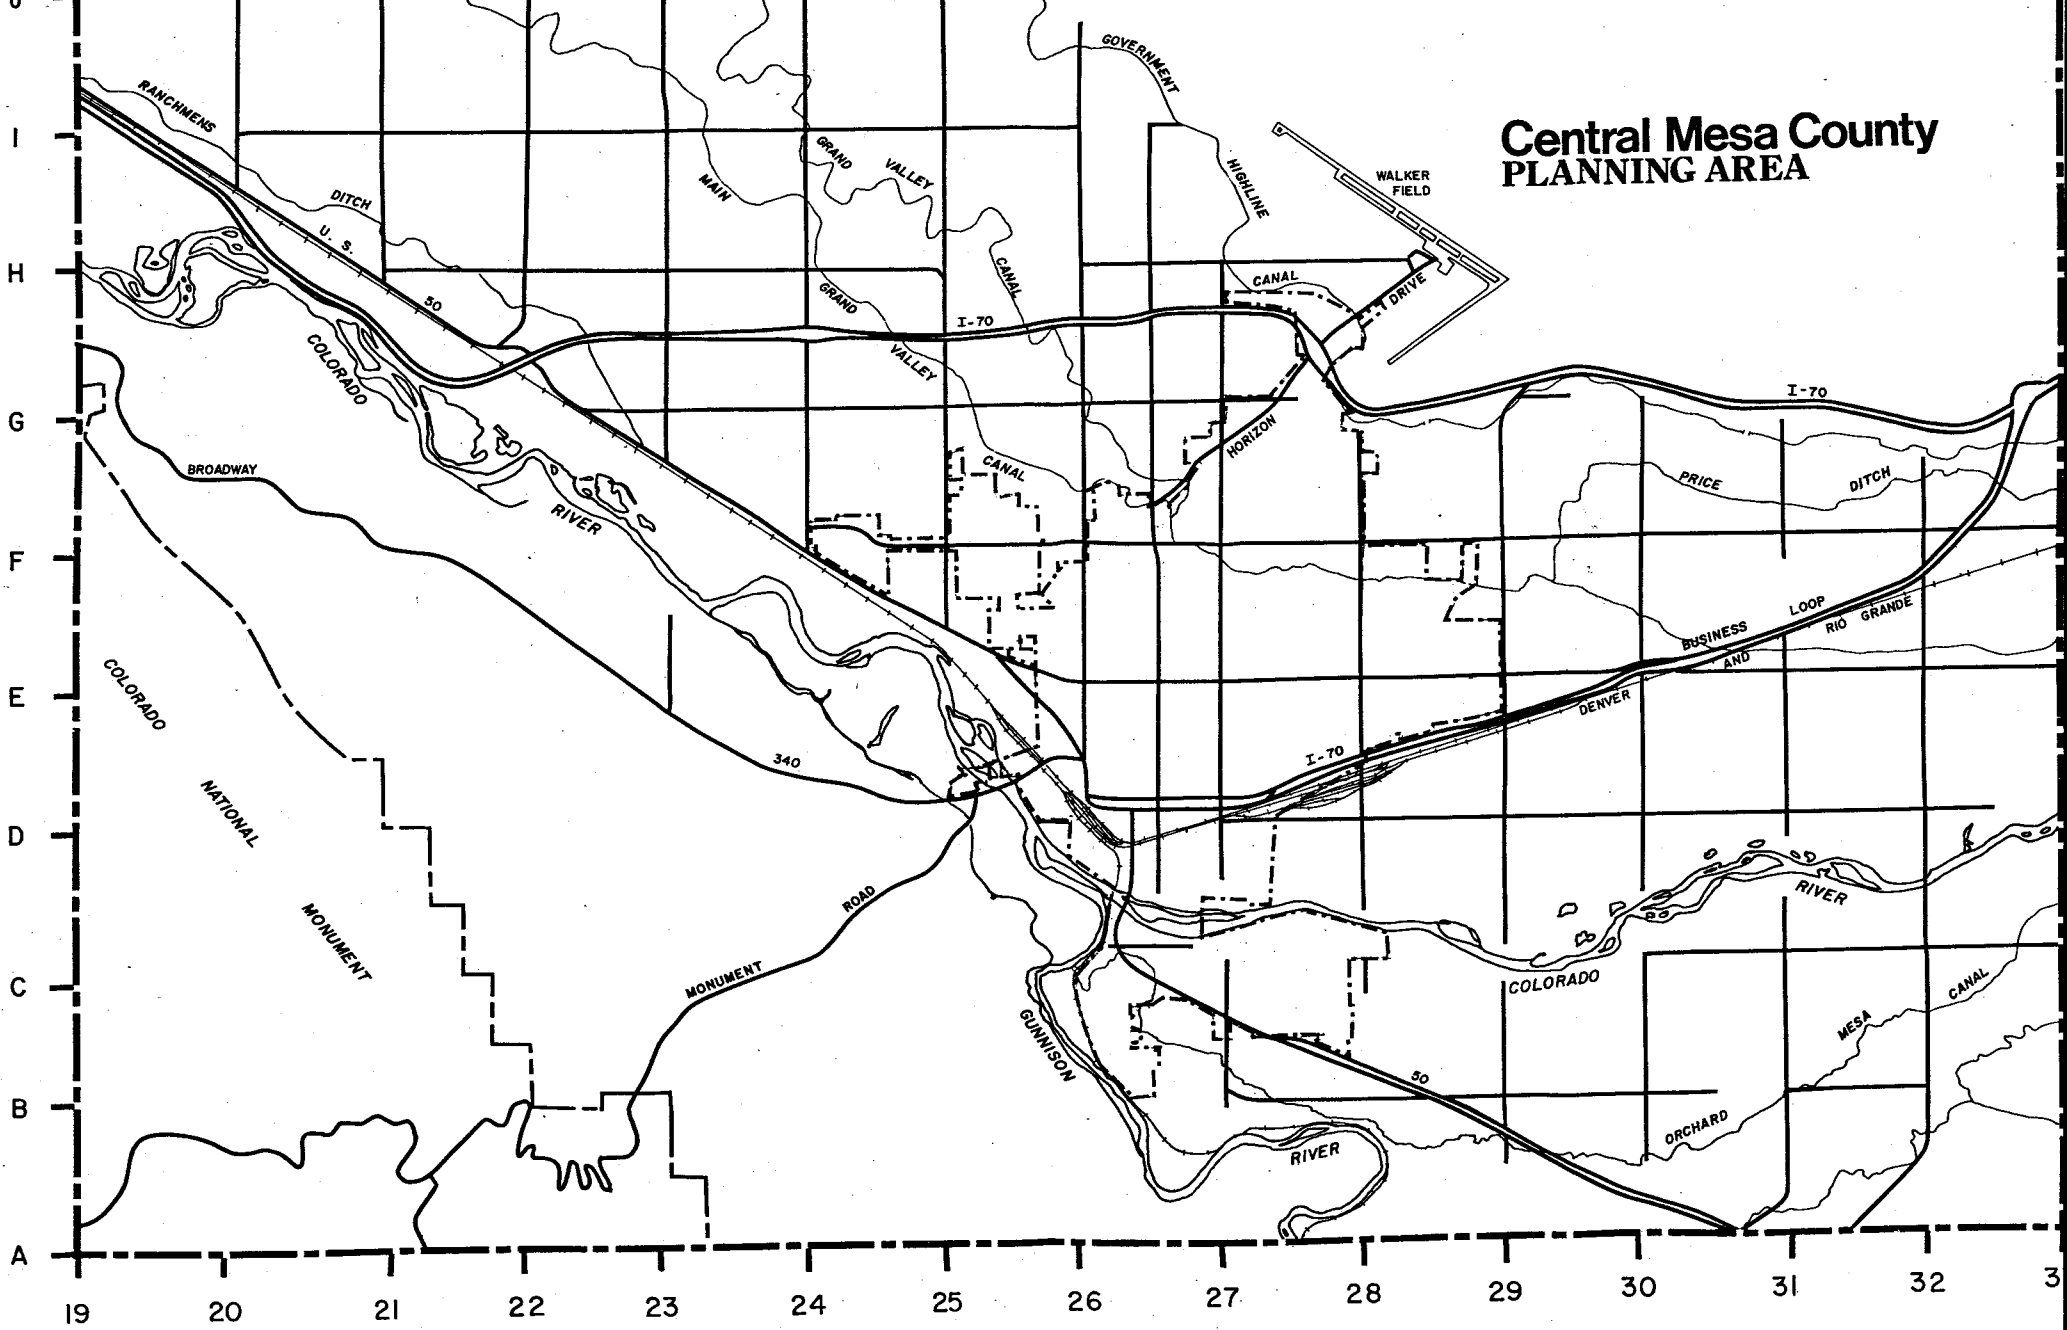 Central Mesa County
PLANNING AREA
GOVERNMENT
HIGHLINE
CANAL
WALKER
FIELD
RANCHMENS
DITCH
I
GRAND
VALLEY
CANAL
MAIN
GRAND
VALLEY
CANAL
U. S.
50
H
DRIVE
HORIZON
I-70
I-70
COLORADO
RIVER
G
BROADWAY
PRICE
DITCH
F
LOOP
BUSINESS
AND
RIO GRANDE
DENVER
I-70
E
COLORADO
NATIONAL
MONUMENT
340
D
ROAD
MONUMENT
RIVER
COLORADO
C
GUNNISON
RIVER
50
CANAL
MESA
ORCHARD
B
A
19 20 21 22 23 24 25 26 27 28 29 30 31 32